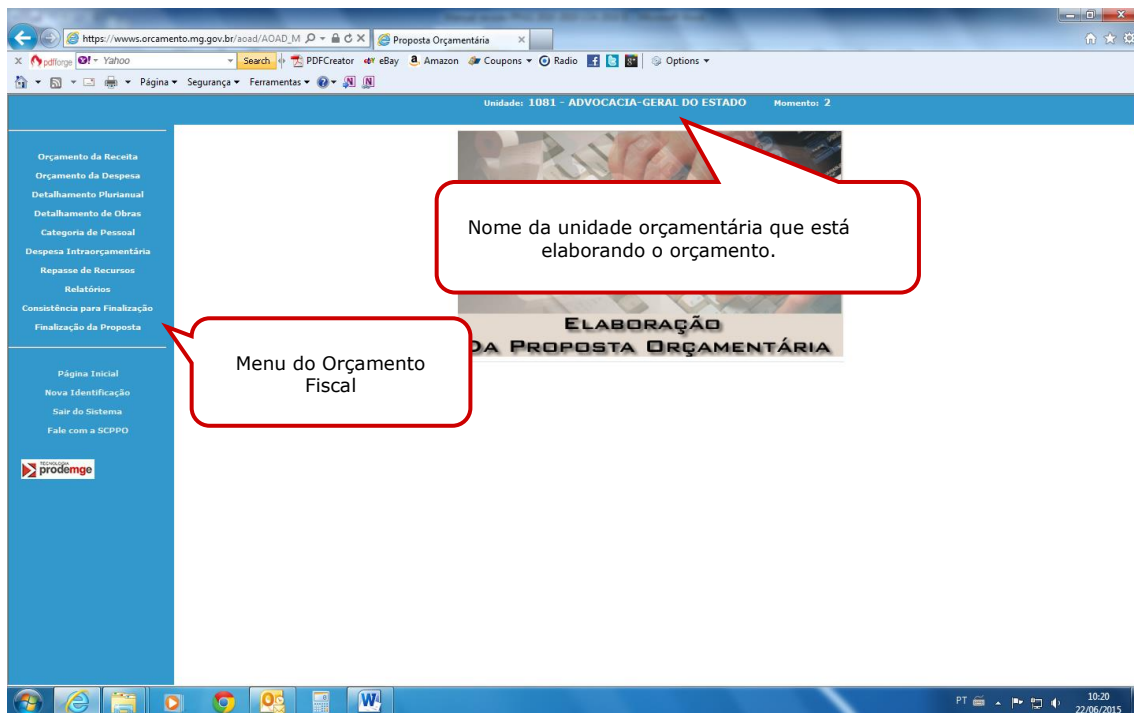 https://wwws.orcamento.mg.gov.br/aoad/AOAD_M
Proposta Orçamentária
pdfforge
Yahoo
Search
PDFCreator
eBay
Amazon
Coupons
Radio
Options
Página
Segurança
Ferramentas
Unidade: 1081 - ADVOCACIA-GERAL DO ESTADO Momento: 2
Orçamento da Receita
Orçamento da Despesa
Detalhamento Plurianual
Detalhamento de Obras
Categoria de Pessoal
Despesa Intraorçamentária
Repasse de Recursos
Relatórios
Consistência para Finalização
Finalização da Proposta
Nome da unidade orçamentária que está
elaborando o orçamento.
ELABORAÇÃO
DA PROPOSTA ORÇAMENTÁRIA
Menu do Orçamento
Fiscal
Página Inicial
Nova Identificação
Sair do Sistema
Fale com a SCPPO
TECNOLOGIA
prodemge
PT
10:20
22/06/2015